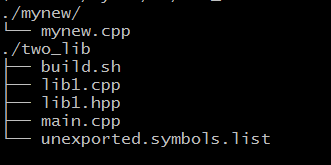 ./mynew/
└── mynew.cpp
./two_lib
├── build.sh
├── lib1.cpp
├── lib1.hpp
├── main.cpp
└── unexported.symbols.list